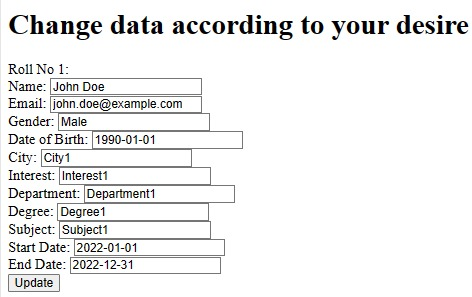 Change data according to your desire
Roll No 1:
Name: John Doe
Email: john.doe@example.com
Gender: Male
Date of Birth: 1990-01-01
City: City1
Interest: Interest1
Department: Department1
Degree: Degree1
Subject: Subject1
Start Date: 2022-01-01
End Date: 2022-12-31
Update